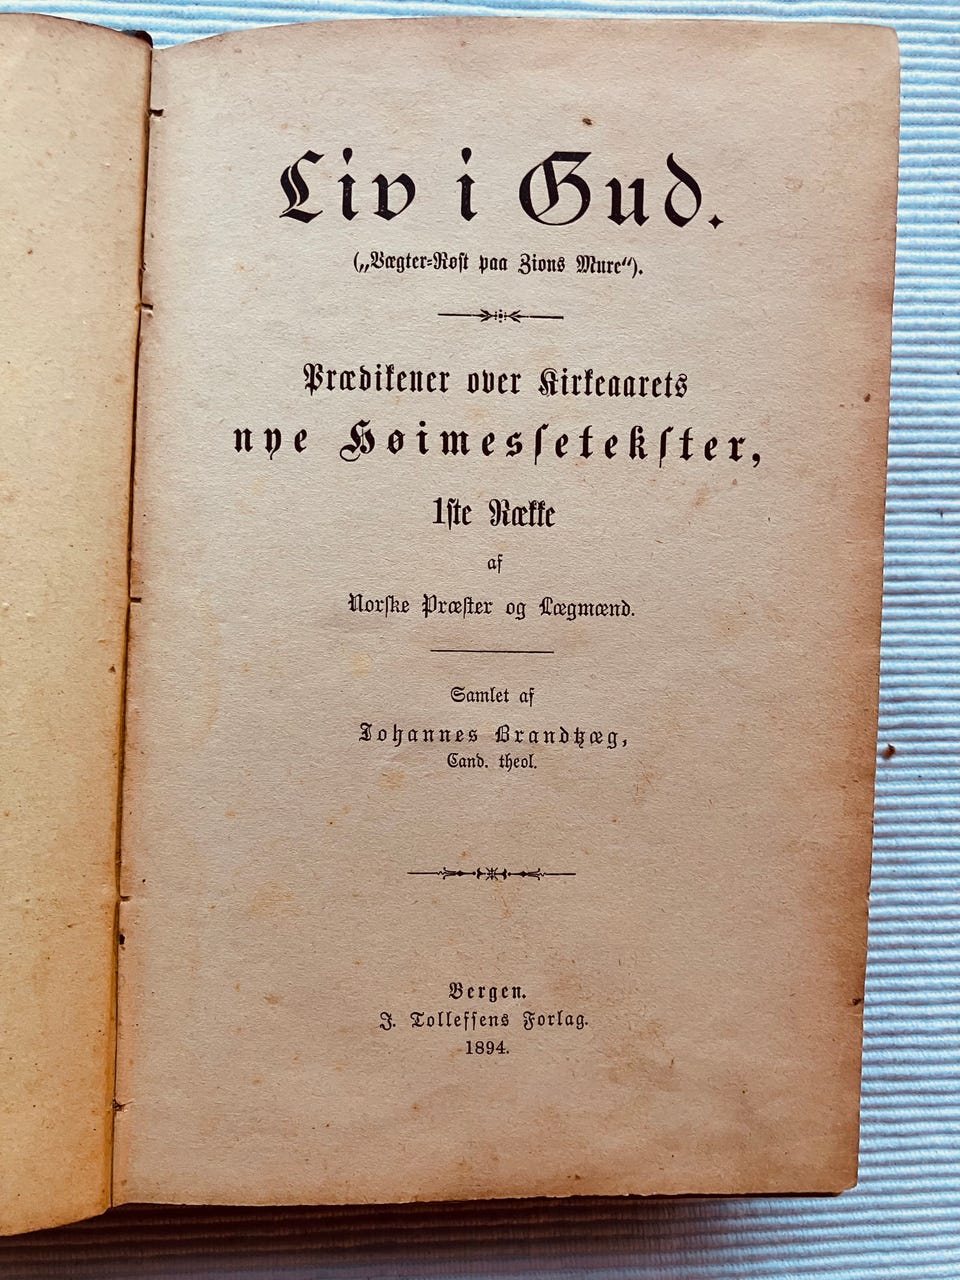 Liv i Gud.
(„Vægter-Røst paa Zions Mure“).
Prædikener over Kirkeaarets
nye Høimessetekster,
1ste Række
af
Norske Præster og Lægmænd.
Samlet af
Johannes Brandtzæg,
Cand. theol.
Bergen.
J. Tollefsens Forlag.
1894.